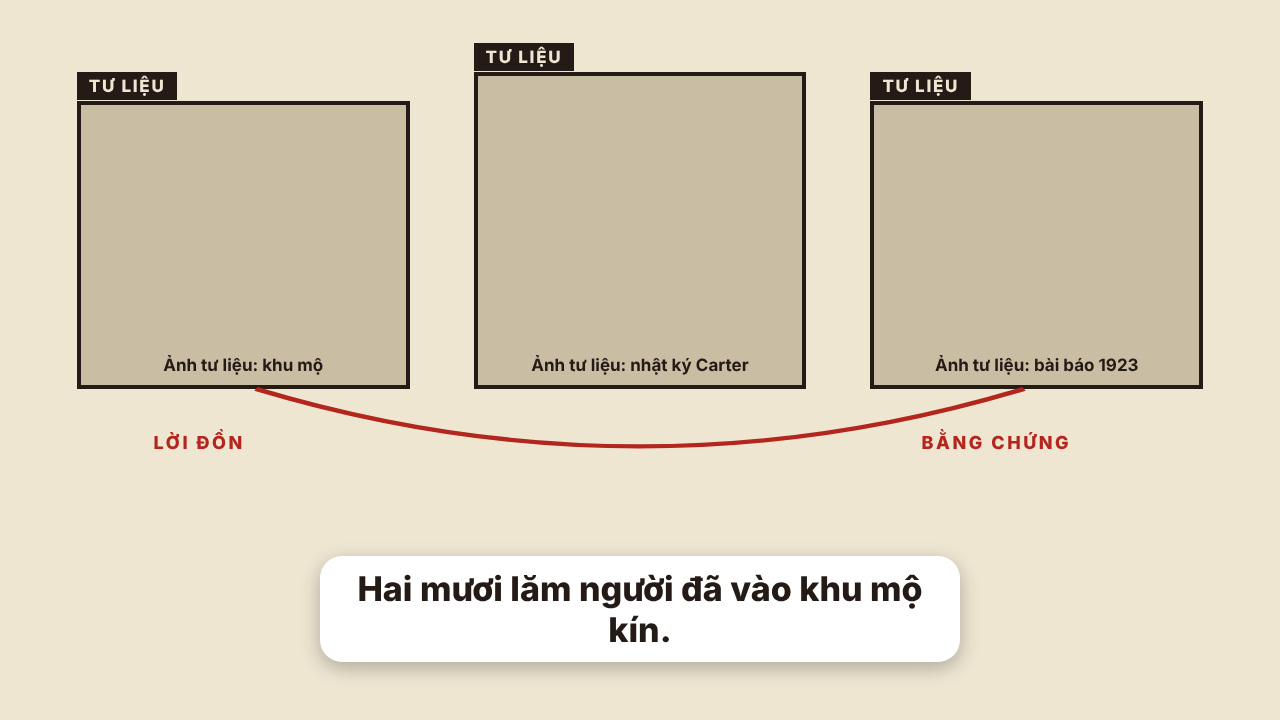 TƯ LIỆU
TƯ LIỆU
TƯ LIỆU
Ảnh tư liệu: khu mộ
Ảnh tư liệu: nhật ký Carter
Ảnh tư liệu: bài báo 1923
LỜI ĐỒN
BẰNG CHỨNG
Hai mươi lăm người đã vào khu mộ
kín.